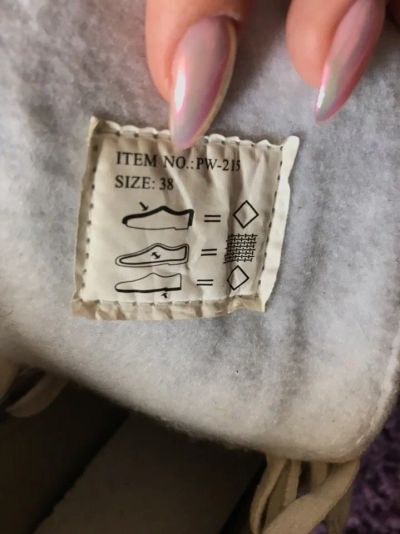 ITEM NO.:PW-215
SIZE: 38
=
=
=